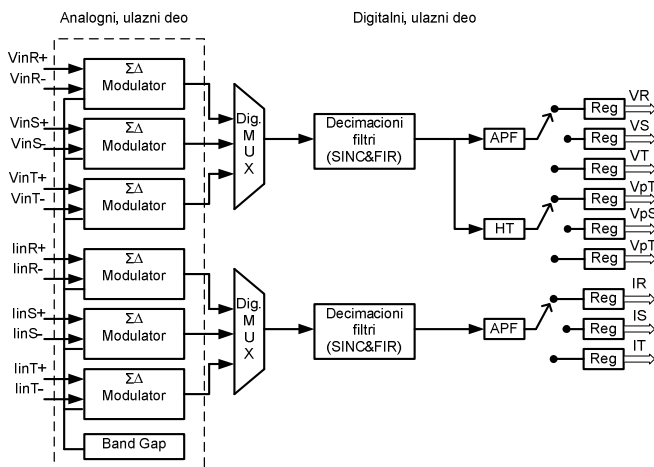 Analogni, ulazni deo
Digitalni, ulazni deo
VinR+
VinR-
ΣΔ
Modulator
VinS+
VinS-
ΣΔ
Modulator
VinT+
VinT-
ΣΔ
Modulator
Dig.
M
U
X
Decimacioni
filtri
(SINC&FIR)
APF
HT
Reg
VR
Reg
VS
Reg
VT
Reg
VpT
Reg
VpS
Reg
VpT
IinR+
IinR-
ΣΔ
Modulator
IinS+
IinS-
ΣΔ
Modulator
IinT+
IinT-
ΣΔ
Modulator
Dig.
M
U
X
Decimacioni
filtri
(SINC&FIR)
APF
Reg
IR
Reg
IS
Reg
IT
Band Gap